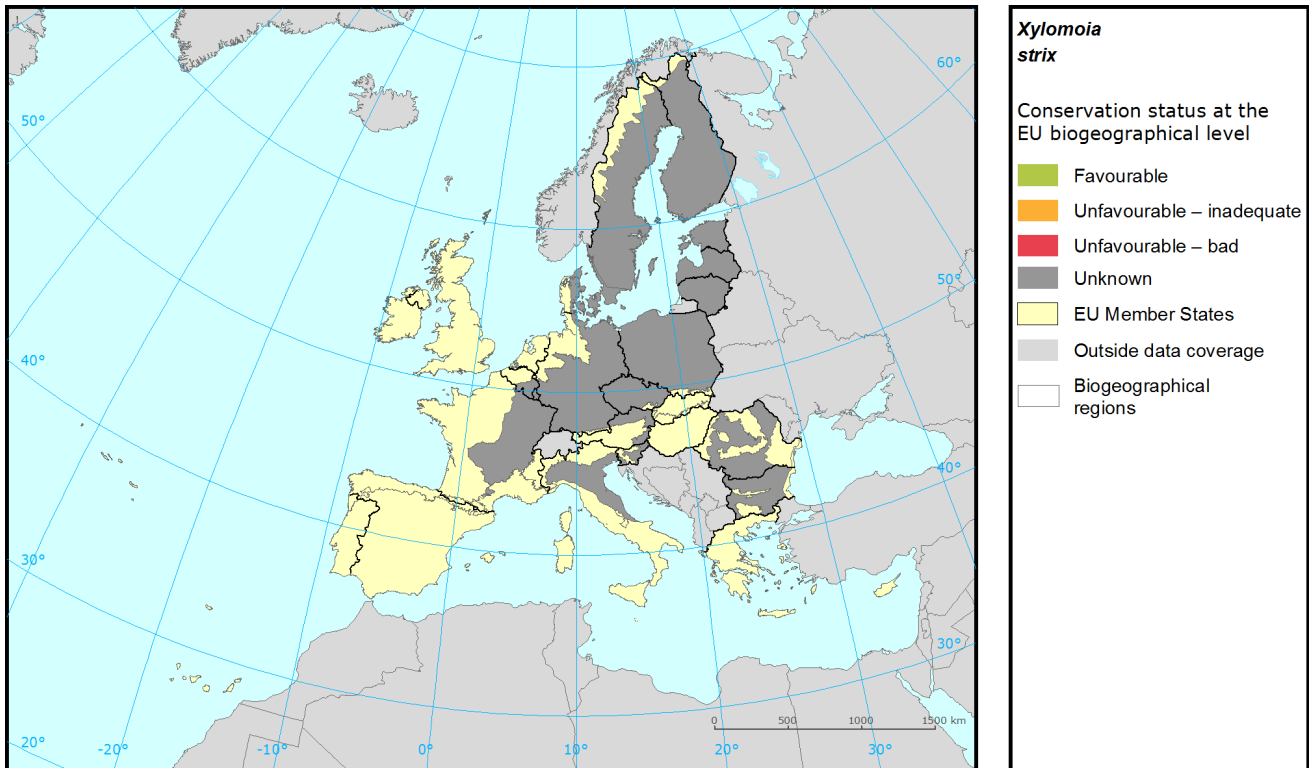 Xylomoia
strix
Conservation status at the
EU biogeographical level
Favourable
Unfavourable – inadequate
Unfavourable – bad
Unknown
EU Member States
Outside data coverage
Biogeographical
regions
60°
50°
50°
40°
40°
30°
30°
20°
-20°
-10°
0°
10°
20°
30°
0 500 1000 1500 km